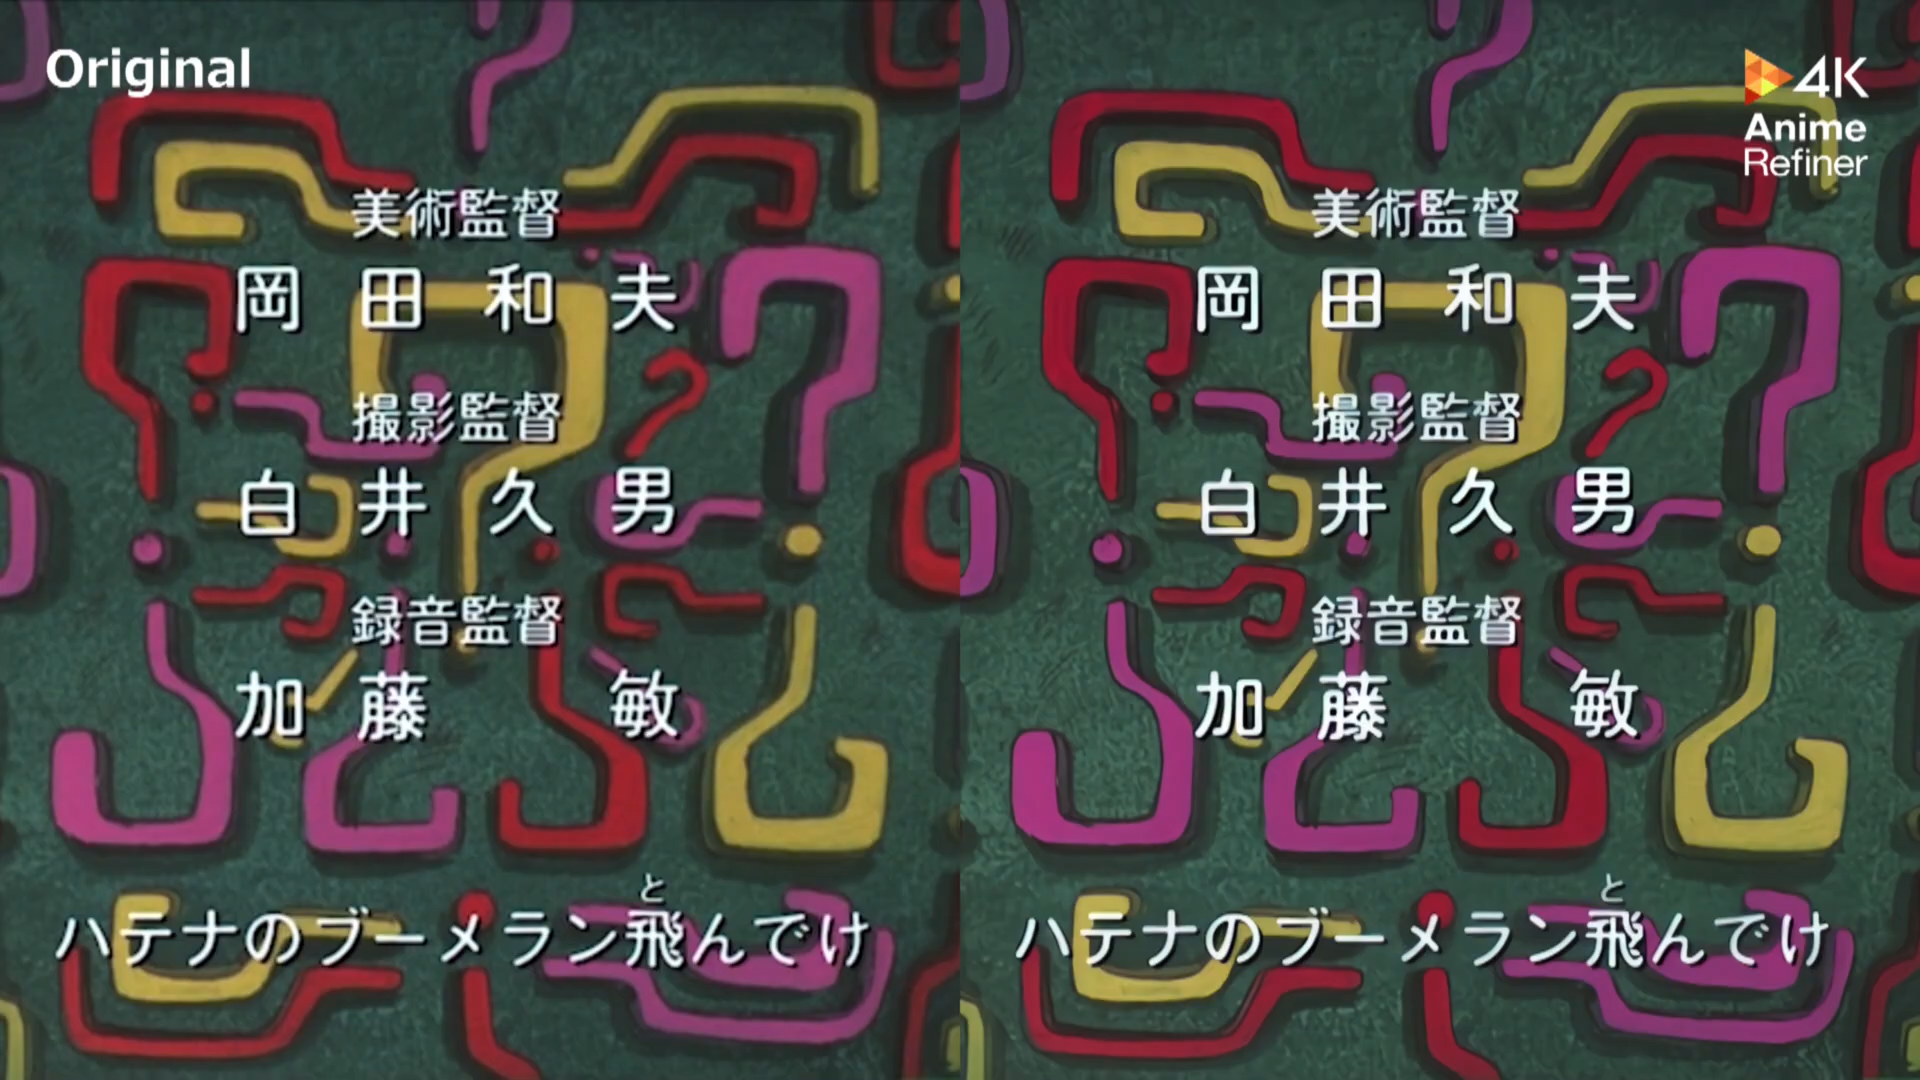 Original
美術監督
岡田和夫
撮影監督
白井久男
録音監督
加藤 敏
と
ハテナのブーメラン飛んでけ
4K
Anime
Refiner
美術監督
岡田和夫
撮影監督
白井久男
録音監督
加藤 敏
と
ハテナのブーメラン飛んでけ